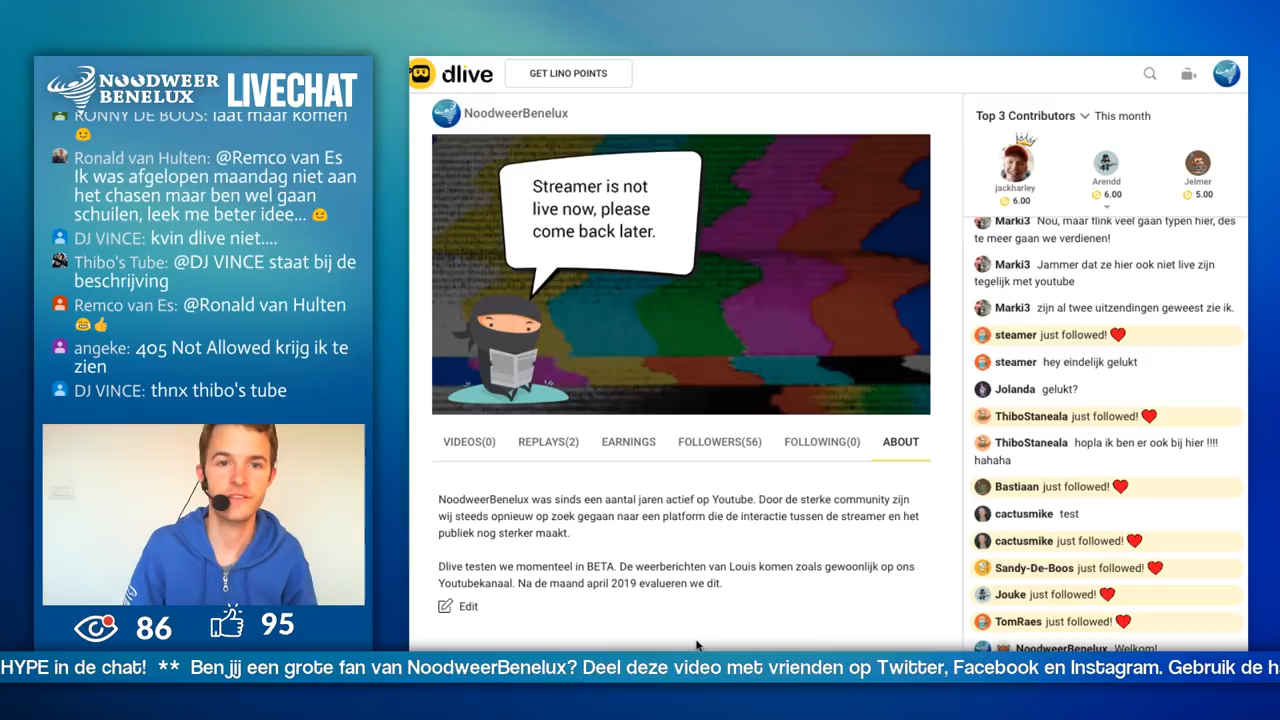 NOODWEER
BENELUX
LIVECHAT
RONNY DE BOOS: laat maar komen
Ronald van Hulten: @Remco van Es
Ik was afgelopen maandag niet aan
het chasen maar ben wel gaan
schuilen, leek me beter idee...
DJ VINCE: kvin dlive niet....
Thibo's Tube: @DJ VINCE staat bij de
beschrijving
Remco van Es: @Ronald van Hulten
angeke: 405 Not Allowed krijg ik te
zien
DJ VINCE: thnx thibo's tube
86
95
dlive
GET LINO POINTS
NoodweerBenelux
Streamer is not
live now, please
come back later.
VIDEOS(0) REPLAYS(2) EARNINGS FOLLOWERS(56) FOLLOWING(0) ABOUT
NoodweerBenelux was sinds een aantal jaren actief op Youtube. Door de sterke community zijn
wij steeds opnieuw op zoek gegaan naar een platform die de interactie tussen de streamer en het
publiek nog sterker maakt.
Dlive testen we momenteel in BETA. De weerberichten van Louis komen zoals gewoonlijk op ons
Youtubekanaal. Na de maand april 2019 evalueren we dit.
Edit
Top 3 Contributors This month
jackharley
6.00
Arendd
6.00
Jelmer
5.00
Marki3 Nou, maar flink veel gaan typen hier, des
te meer gaan we verdienen!
Marki3 Jammer dat ze hier ook niet live zijn
tegelijk met youtube
Marki3 zijn al twee uitzendingen geweest zie ik.
steamer just followed!
steamer hey eindelijk gelukt
Jolanda gelukt?
ThiboStaneala just followed!
ThiboStaneala hopla ik ben er ook bij hier !!!!
hahaha
Bastiaan just followed!
cactusmike test
cactusmike just followed!
Sandy-De-Boos just followed!
Jouke just followed!
TomRaes just followed!
NoodweerBenelux Welkom!
HYPE in de chat! ** Ben jij een grote fan van NoodweerBenelux? Deel deze video met vrienden op Twitter, Facebook en Instagram. Gebruik de h